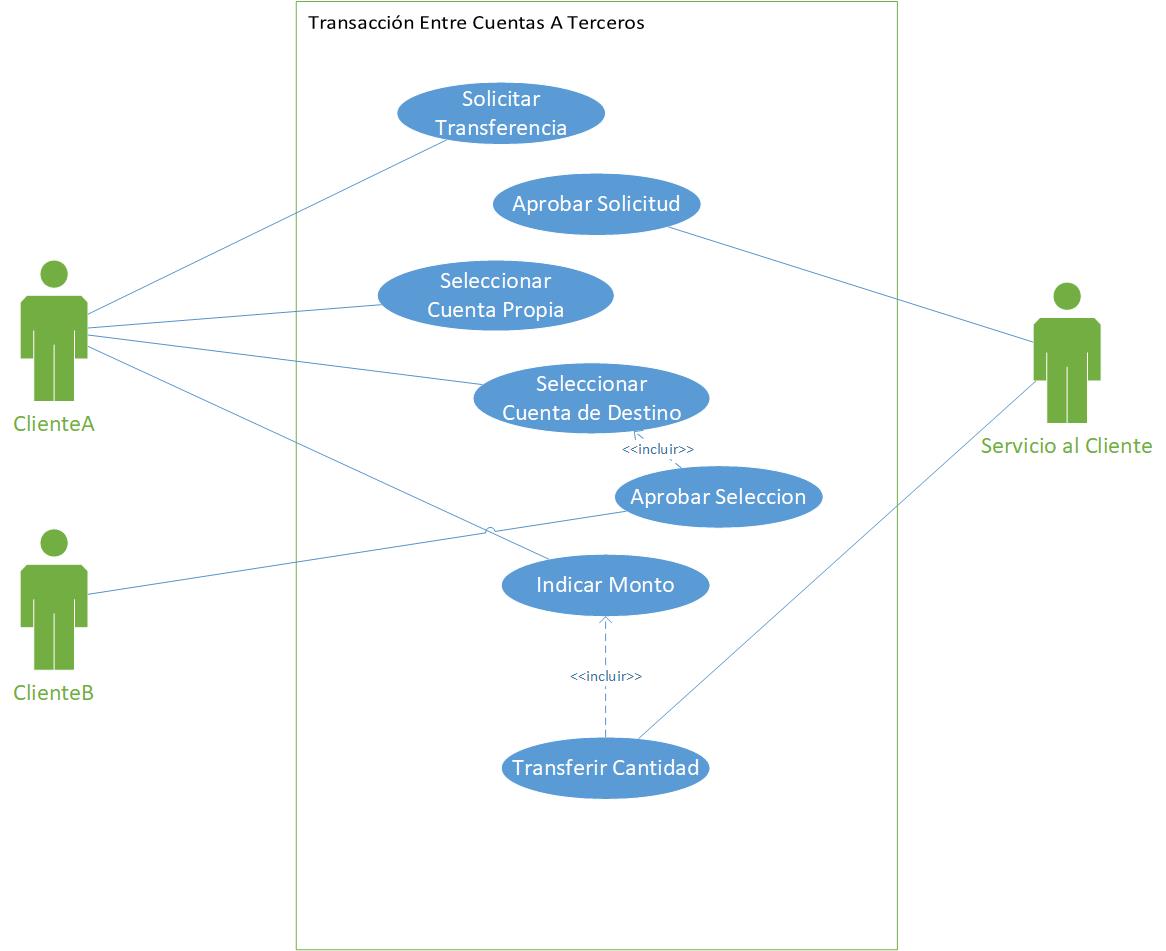 Transacción Entre Cuentas A Terceros
Solicitar
Transferencia
Aprobar Solicitud
Seleccionar
Cuenta Propia
Seleccionar
Cuenta de Destino
ClienteA
Servicio al Cliente
<<incluir>>
Aprobar Seleccion
Indicar Monto
<<incluir>>
ClienteB
Transferir Cantidad